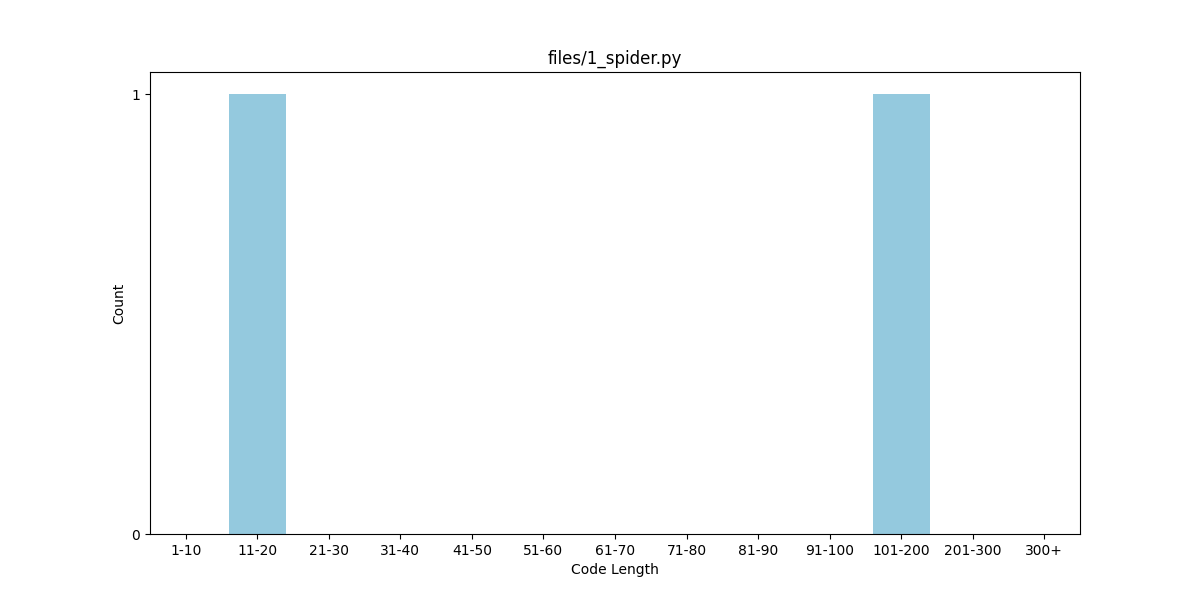 files/1_spider.py
1
Count
0
1-10 11-20 21-30 31-40 41-50 51-60 61-70 71-80 81-90 91-100 101-200 201-300 300+
Code Length